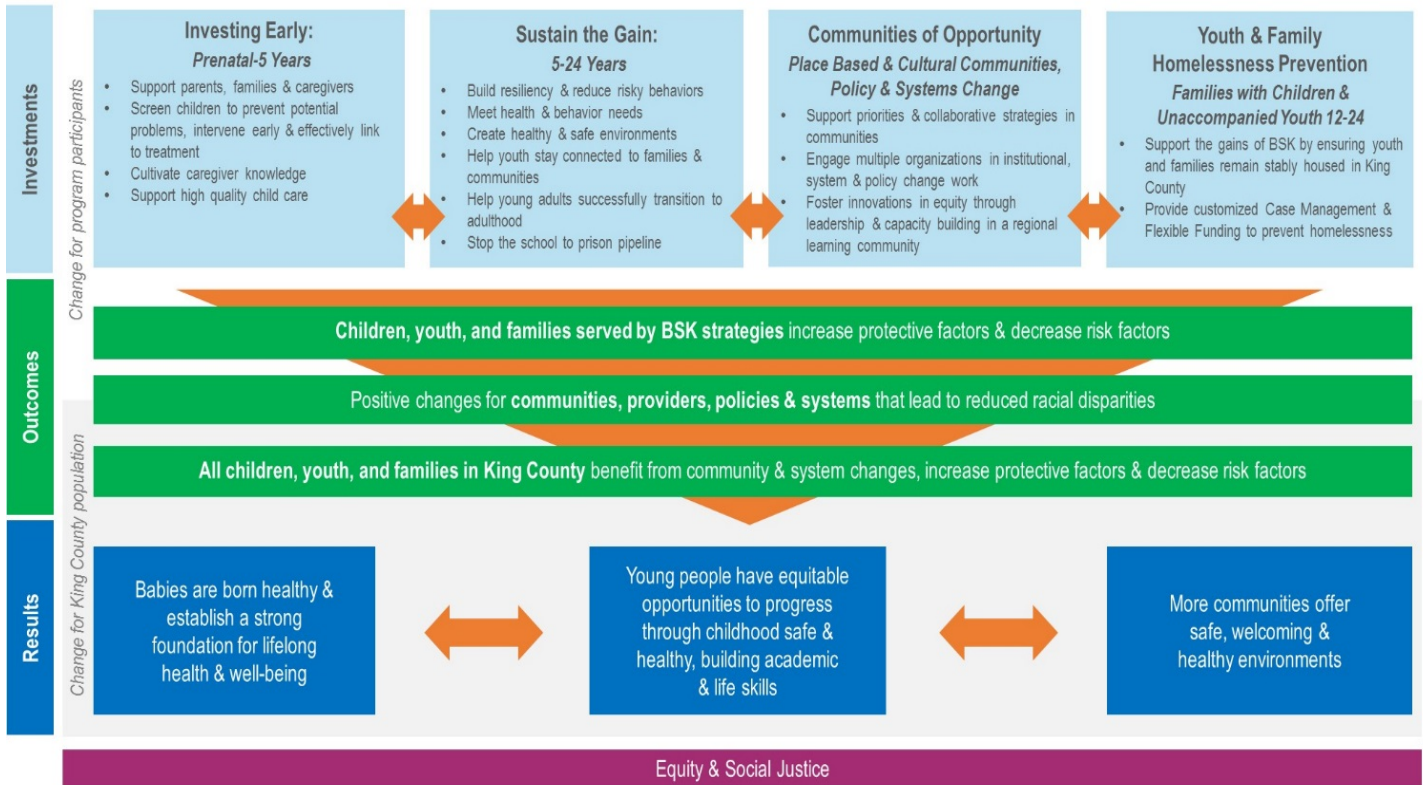 Investments
Change for program participants
Investing Early:
Prenatal-5 Years
• Support parents, families & caregivers
• Screen children to prevent potential
problems, intervene early & effectively link
to treatment
• Cultivate caregiver knowledge
• Support high quality child care
Sustain the Gain:
5-24 Years
• Build resiliency & reduce risky behaviors
• Meet health & behavior needs
• Create healthy & safe environments
• Help youth stay connected to families &
communities
• Help young adults successfully transition to
adulthood
• Stop the school to prison pipeline
Communities of Opportunity
Place Based & Cultural Communities,
Policy & Systems Change
• Support priorities & collaborative strategies in
communities
• Engage multiple organizations in institutional,
system & policy change work
• Foster innovations in equity through
leadership & capacity building in a regional
learning community
Youth & Family
Homelessness Prevention
Families with Children &
Unaccompanied Youth 12-24
• Support the gains of BSK by ensuring youth
and families remain stably housed in King
County
• Provide customized Case Management &
Flexible Funding to prevent homelessness
Outcomes
Children, youth, and families served by BSK strategies increase protective factors & decrease risk factors
Positive changes for communities, providers, policies & systems that lead to reduced racial disparities
All children, youth, and families in King County benefit from community & system changes, increase protective factors & decrease risk factors
Change for King County population
Results
Babies are born healthy &
establish a strong
foundation for lifelong
health & well-being
Young people have equitable
opportunities to progress
through childhood safe &
healthy, building academic
& life skills
More communities offer
safe, welcoming &
healthy environments
Equity & Social Justice